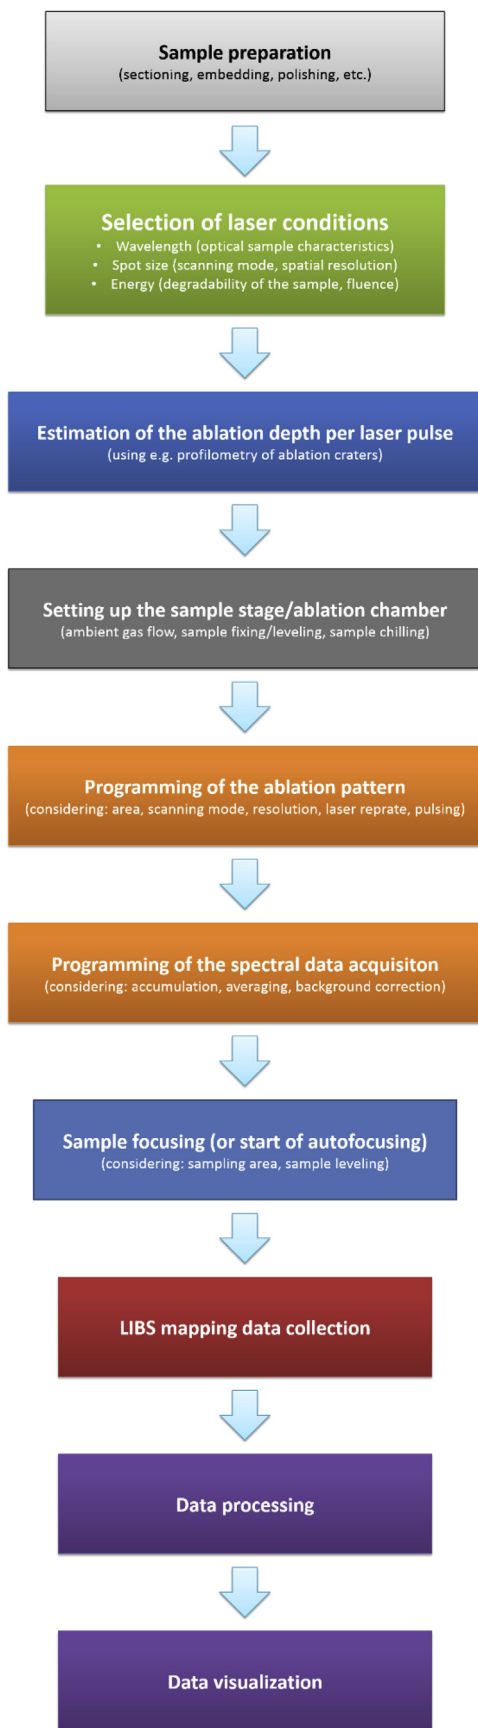 Sample preparation
(sectioning, embedding, polishing, etc.)
Selection of laser conditions
• Wavelength (optical sample characteristics)
• Spot size (scanning mode, spatial resolution)
• Energy (degradability of the sample, fluence)
Estimation of the ablation depth per laser pulse
(using e.g. profilometry of ablation craters)
Setting up the sample stage/ablation chamber
(ambient gas flow, sample fixing/leveling, sample chilling)
Programming of the ablation pattern
(considering: area, scanning mode, resolution, laser reprate, pulsing)
Programming of the spectral data acquisiton
(considering: accumulation, averaging, background correction)
Sample focusing (or start of autofocusing)
(considering: sampling area, sample leveling)
LIBS mapping data collection
Data processing
Data visualization